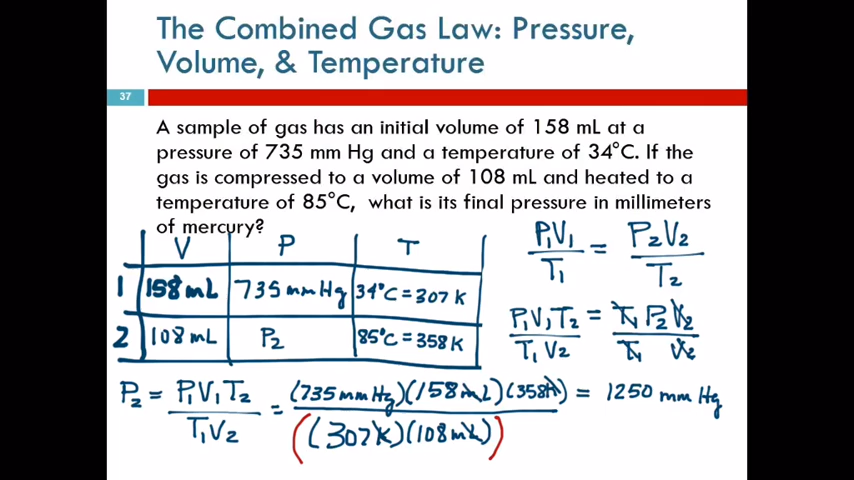 The Combined Gas Law: Pressure,
Volume, & Temperature
37
A sample of gas has an initial volume of 158 mL at a
pressure of 735 mm Hg and a temperature of 34°C. If the
gas is compressed to a volume of 108 mL and heated to a
temperature of 85°C, what is its final pressure in millimeters
of mercury?
V P T
1 158 mL 735 mm Hg 34°C = 307 K
2 108 mL P₂ 85°C = 358 K
P₁V₁/T₁ = P₂V₂/T₂
P₁V₁T₂/T₁V₂ = T₁P₂V₂/T₁V₂
P₂ = P₁V₁T₂/T₁V₂ = (735 mm Hg)(158 mL)(358 K)/((307 K)(108 mL)) = 1250 mm Hg